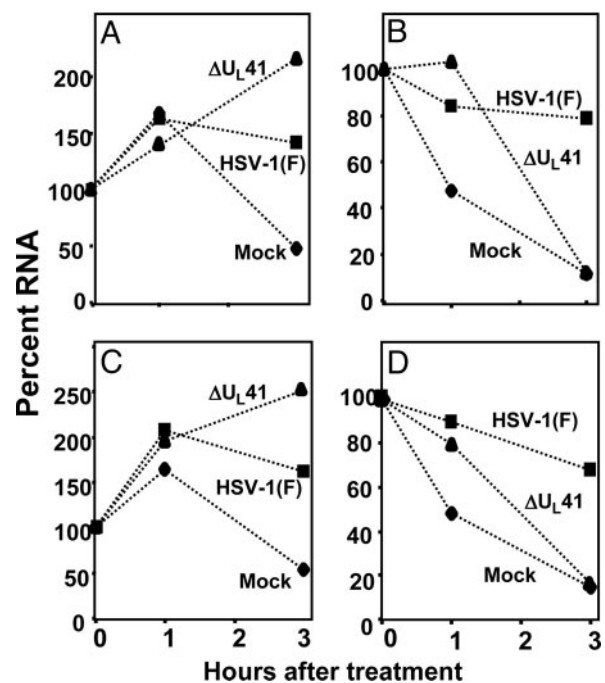 A
200
150
100
50
0
ΔUL41
HSV-1(F)
Mock
B
100
80
60
40
20
0
HSV-1(F)
ΔUL41
Mock
Percent RNA
C
250
200
150
100
50
0
ΔUL41
HSV-1(F)
Mock
0 1 2 3
D
100
80
60
40
20
0
HSV-1(F)
ΔUL41
Mock
0 1 2 3
Hours after treatment